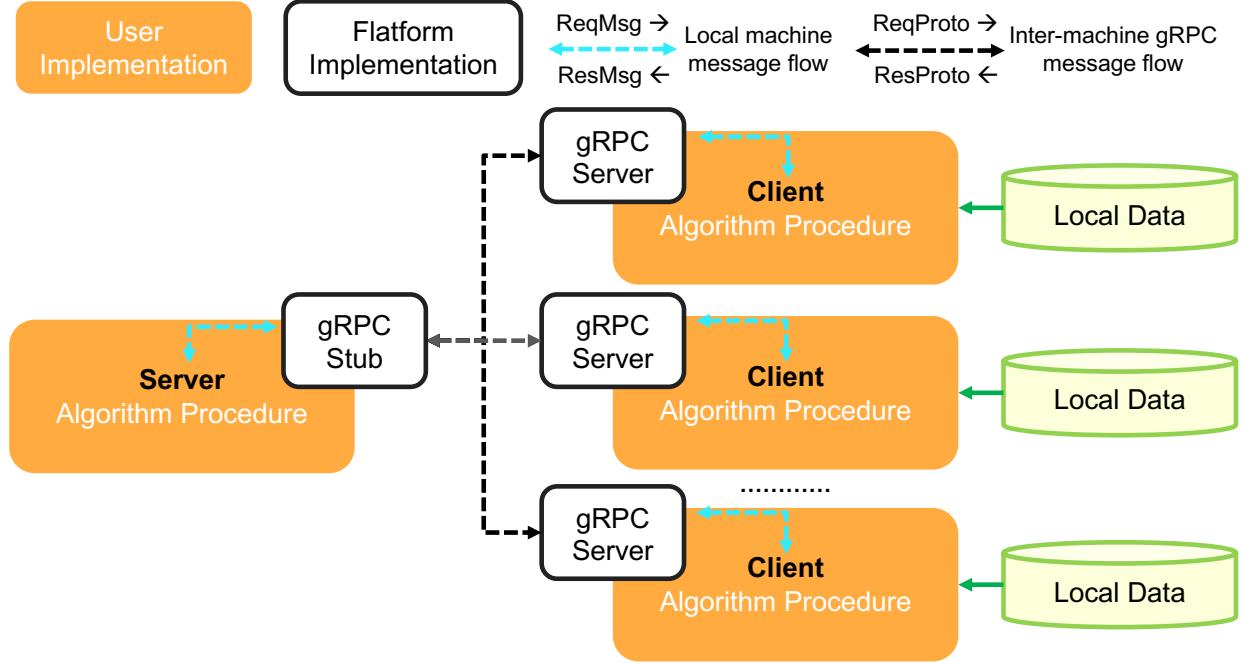 User
Implementation
Flatform
Implementation
ReqMsg →
ResMsg ←
Local machine
message flow
ReqProto →
ResProto ←
Inter-machine gRPC
message flow
gRPC
Server
Client
Algorithm Procedure
Local Data
gRPC
Stub
Server
Algorithm Procedure
gRPC
Server
Client
Algorithm Procedure
Local Data
............
gRPC
Server
Client
Algorithm Procedure
Local Data